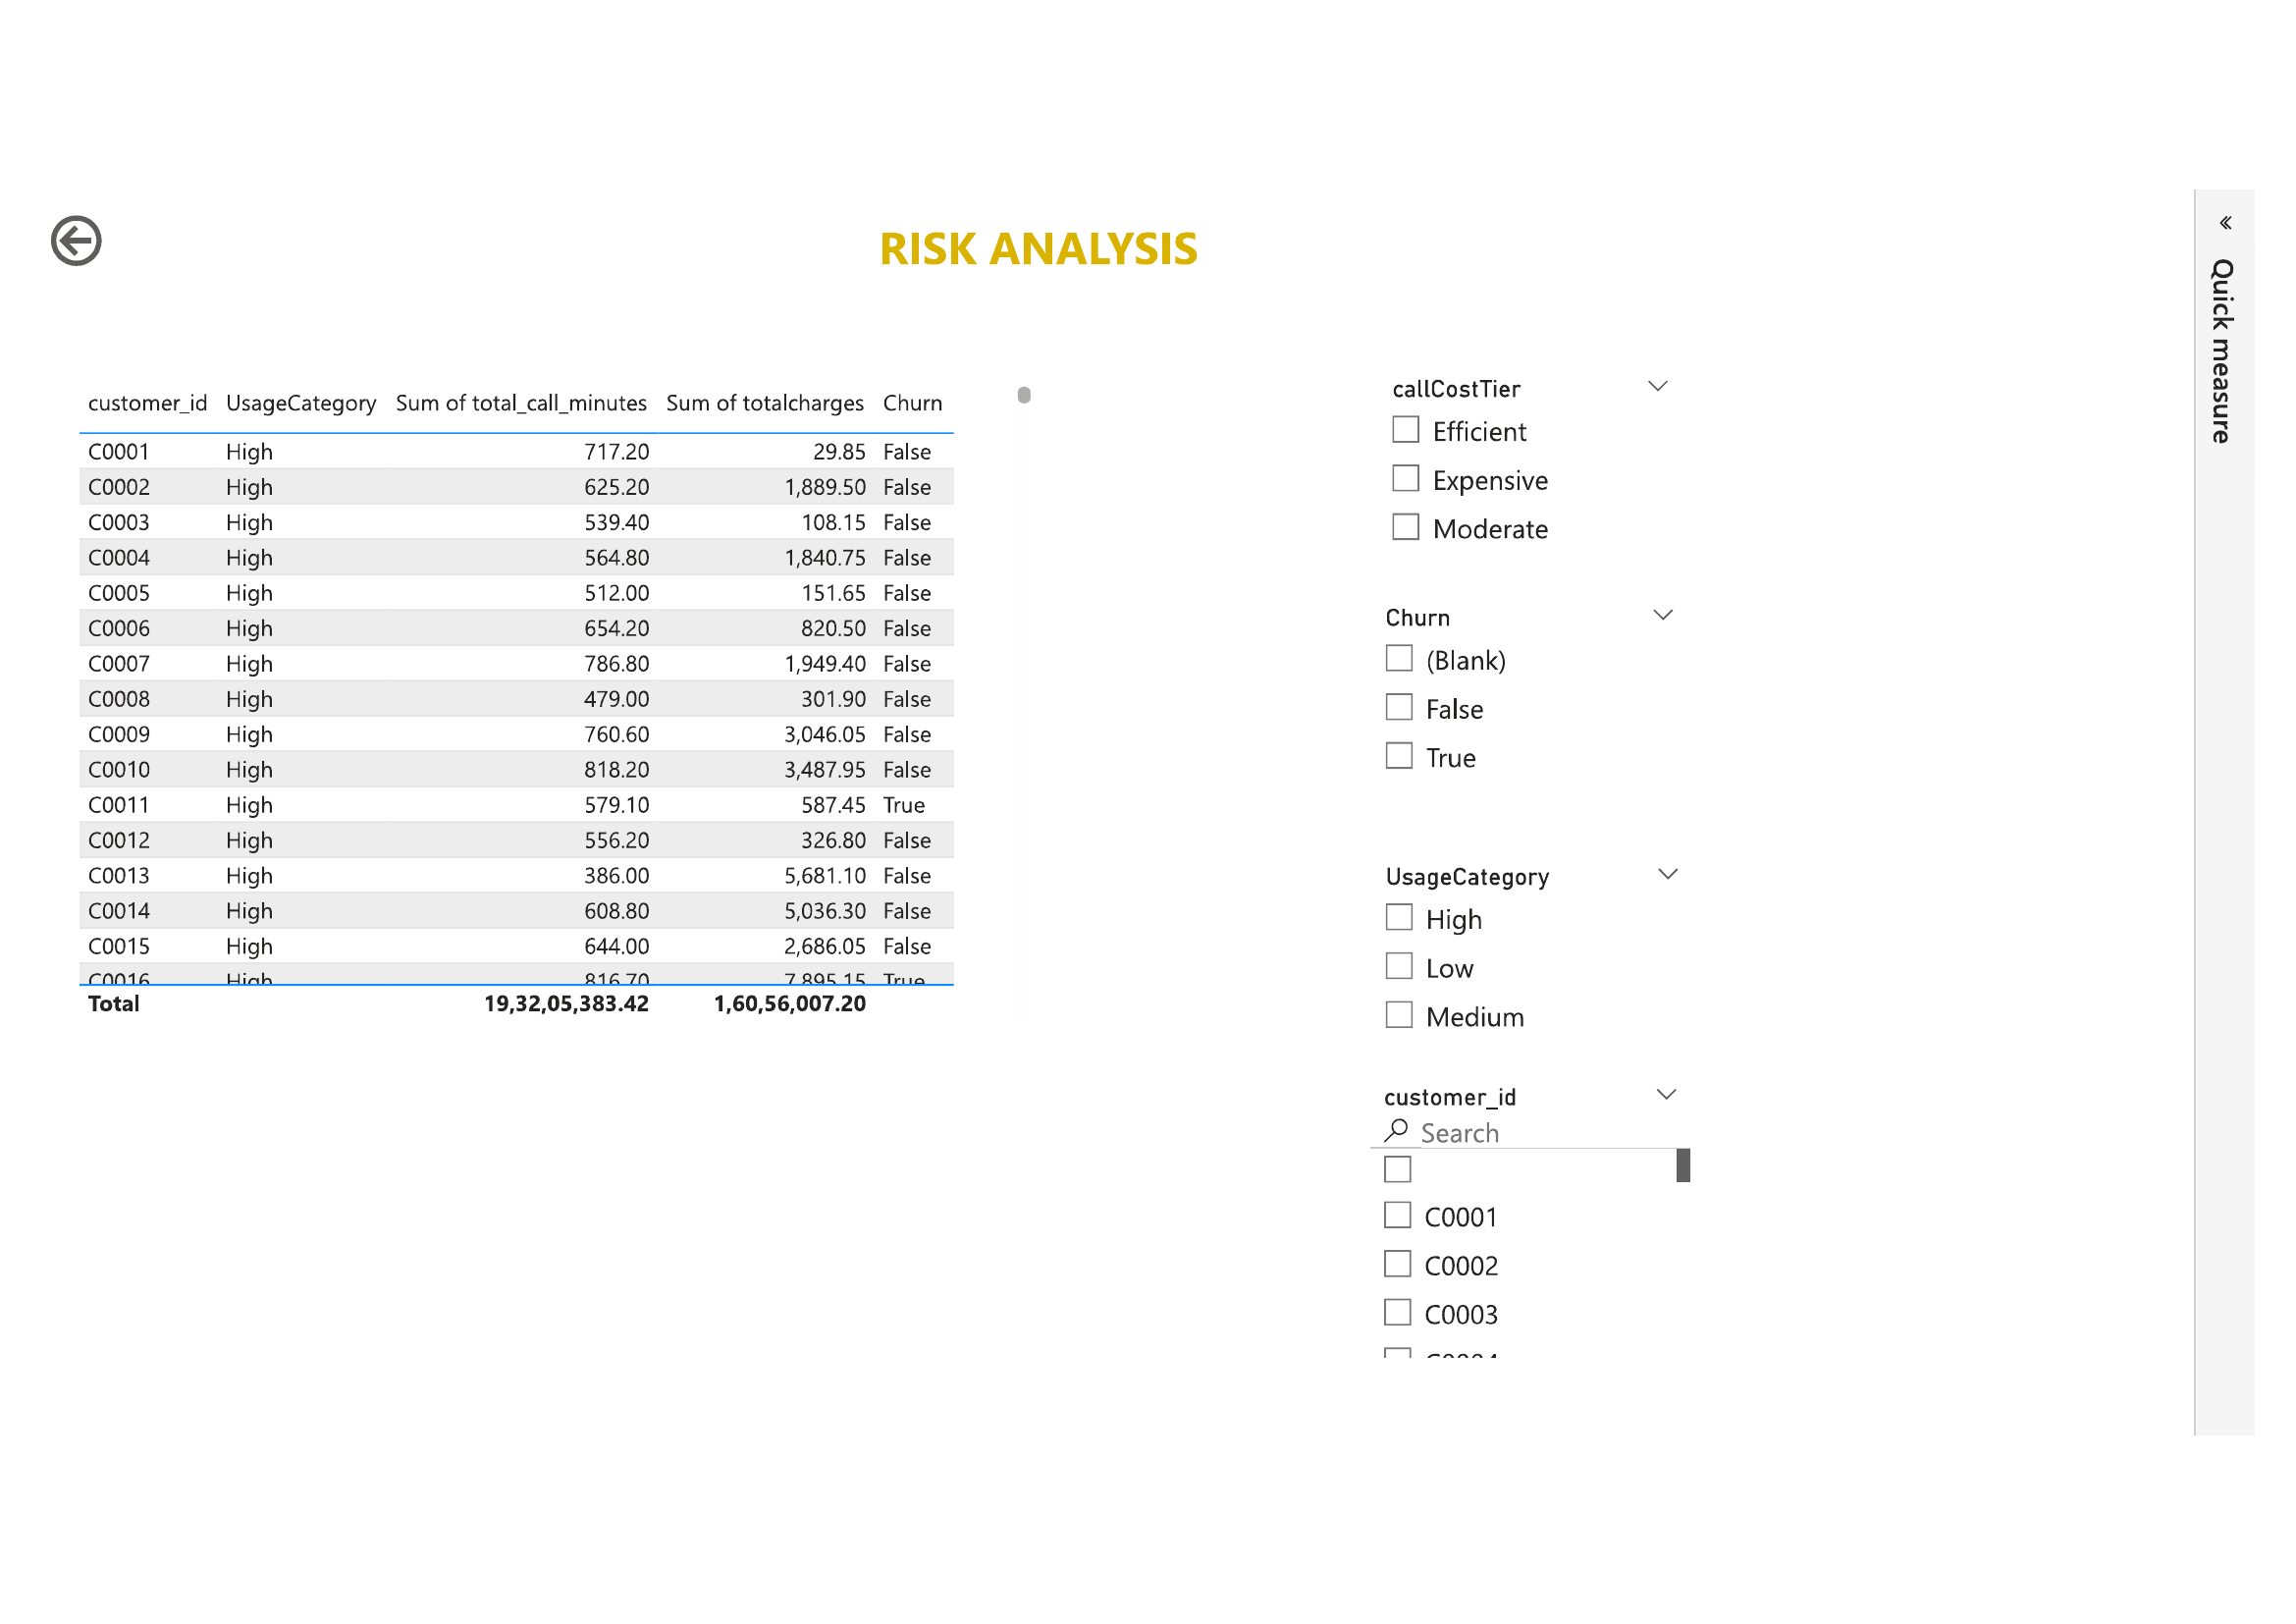 RISK ANALYSIS
« Quick measure
customer_id UsageCategory Sum of total_call_minutes Sum of totalcharges Churn
C0001 High 717.20 29.85 False
C0002 High 625.20 1,889.50 False
C0003 High 539.40 108.15 False
C0004 High 564.80 1,840.75 False
C0005 High 512.00 151.65 False
C0006 High 654.20 820.50 False
C0007 High 786.80 1,949.40 False
C0008 High 479.00 301.90 False
C0009 High 760.60 3,046.05 False
C0010 High 818.20 3,487.95 False
C0011 High 579.10 587.45 True
C0012 High 556.20 326.80 False
C0013 High 386.00 5,681.10 False
C0014 High 608.80 5,036.30 False
C0015 High 644.00 2,686.05 False
C0016 High 816.70 7,895.15 True
Total 19,32,05,383.42 1,60,56,007.20
callCostTier
Efficient
Expensive
Moderate
Churn
(Blank)
False
True
UsageCategory
High
Low
Medium
customer_id
Search
C0001
C0002
C0003
C0004